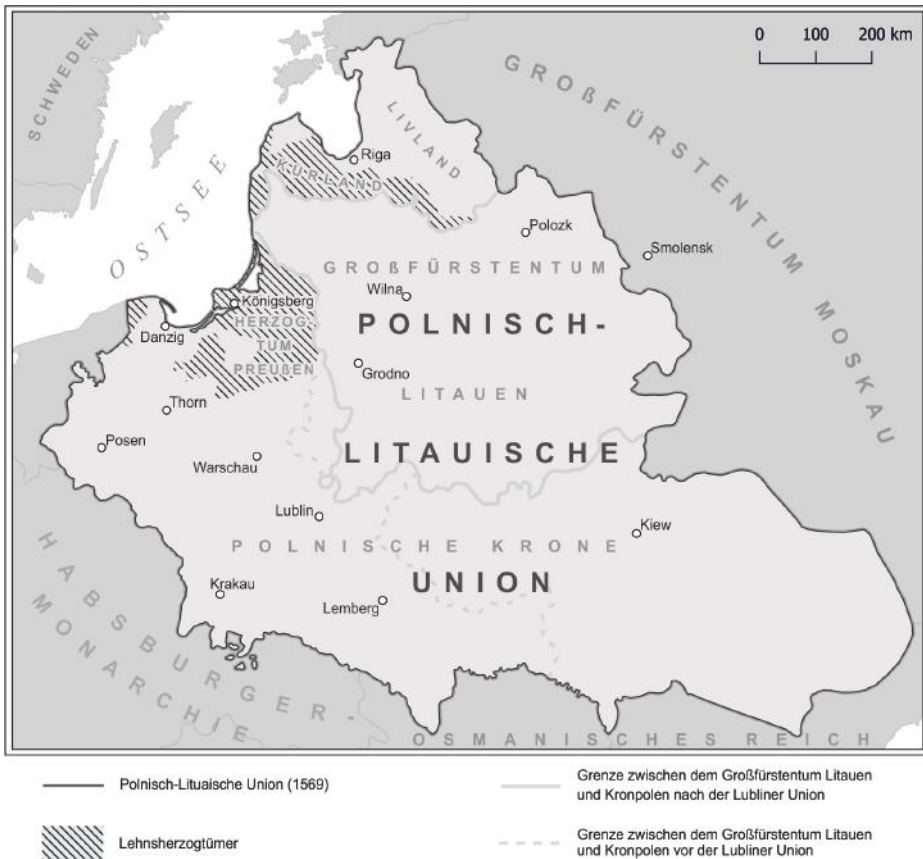 0 100 200 km
SCHWEDEN
GROßFÜRSTENTUM MOSKAU
OSTSEE
LIVLAND
Riga
KURLAND
Polozk
Smolensk
GROßFÜRSTENTUM
Wilna
Königsberg
POLNISCH-
HERZOG-
Danzig
TUM
Grodno
PREUßEN
LITAUEN
Thorn
Posen
LITAUISCHE
Warschau
Lublin
Kiew
POLNISCHE KRONE
UNION
Krakau
Lemberg
HABSBURGER-
MONARCHIE
OSMANISCHES REICH
Polnisch-Lituaische Union (1569)
Lehnsherzogtümer
Grenze zwischen dem Großfürstentum Litauen
und Kronpolen nach der Lubliner Union
Grenze zwischen dem Großfürstentum Litauen
und Kronpolen vor der Lubliner Union